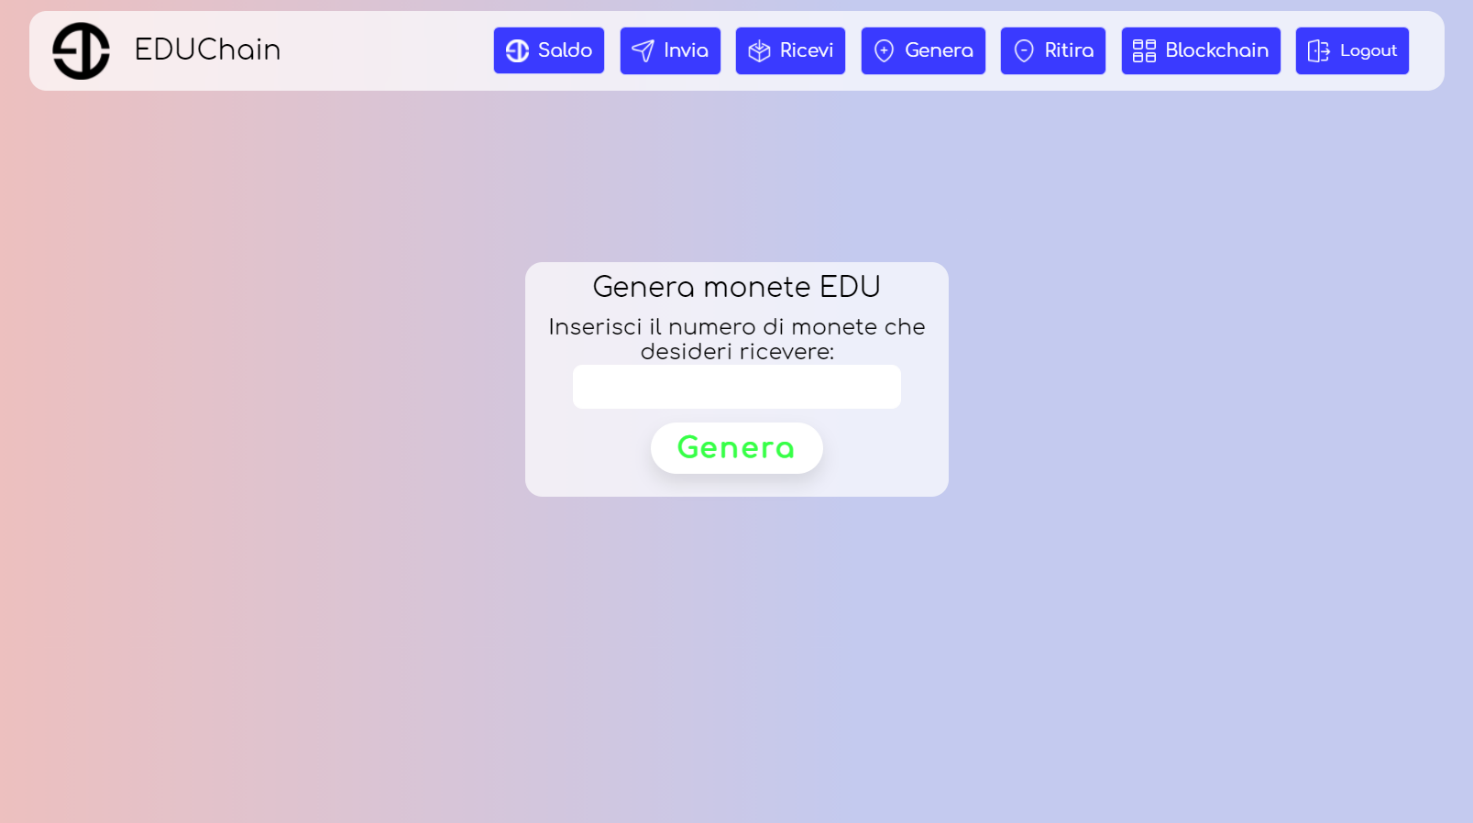 EDUChain
Saldo
Invia
Ricevi
Genera
Ritira
Blockchain
Logout
Genera monete EDU
Inserisci il numero di monete che
desideri ricevere:
Genera